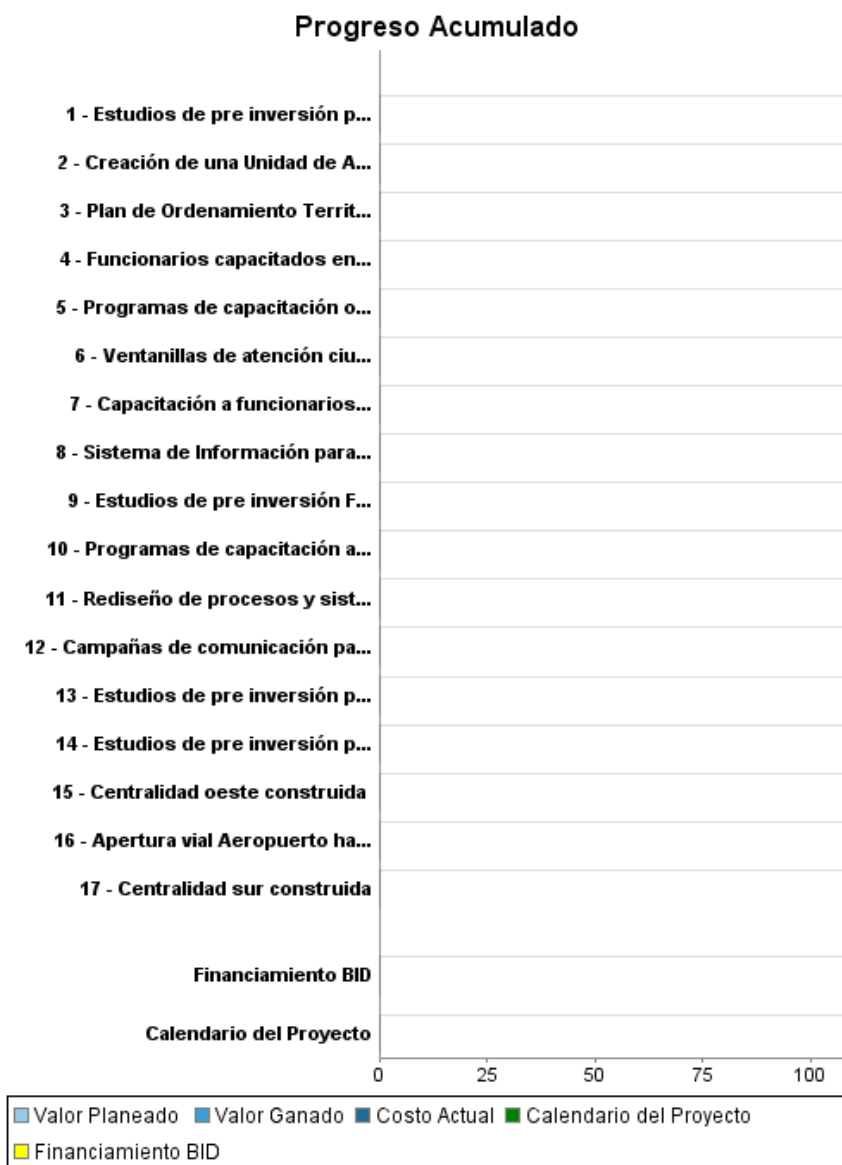 Progreso Acumulado
1 - Estudios de pre inversión p...
2 - Creación de una Unidad de A...
3 - Plan de Ordenamiento Territ...
4 - Funcionarios capacitados en...
5 - Programas de capacitación o...
6 - Ventanillas de atención ciu...
7 - Capacitación a funcionarios...
8 - Sistema de Información para...
9 - Estudios de pre inversión F...
10 - Programas de capacitación a...
11 - Rediseño de procesos y sist...
12 - Campañas de comunicación pa...
13 - Estudios de pre inversión p...
14 - Estudios de pre inversión p...
15 - Centralidad oeste construida
16 - Apertura vial Aeropuerto ha...
17 - Centralidad sur construida
Financiamiento BID
Calendario del Proyecto
0 25 50 75 100
Valor Planeado Valor Ganado Costo Actual Calendario del Proyecto
Financiamiento BID